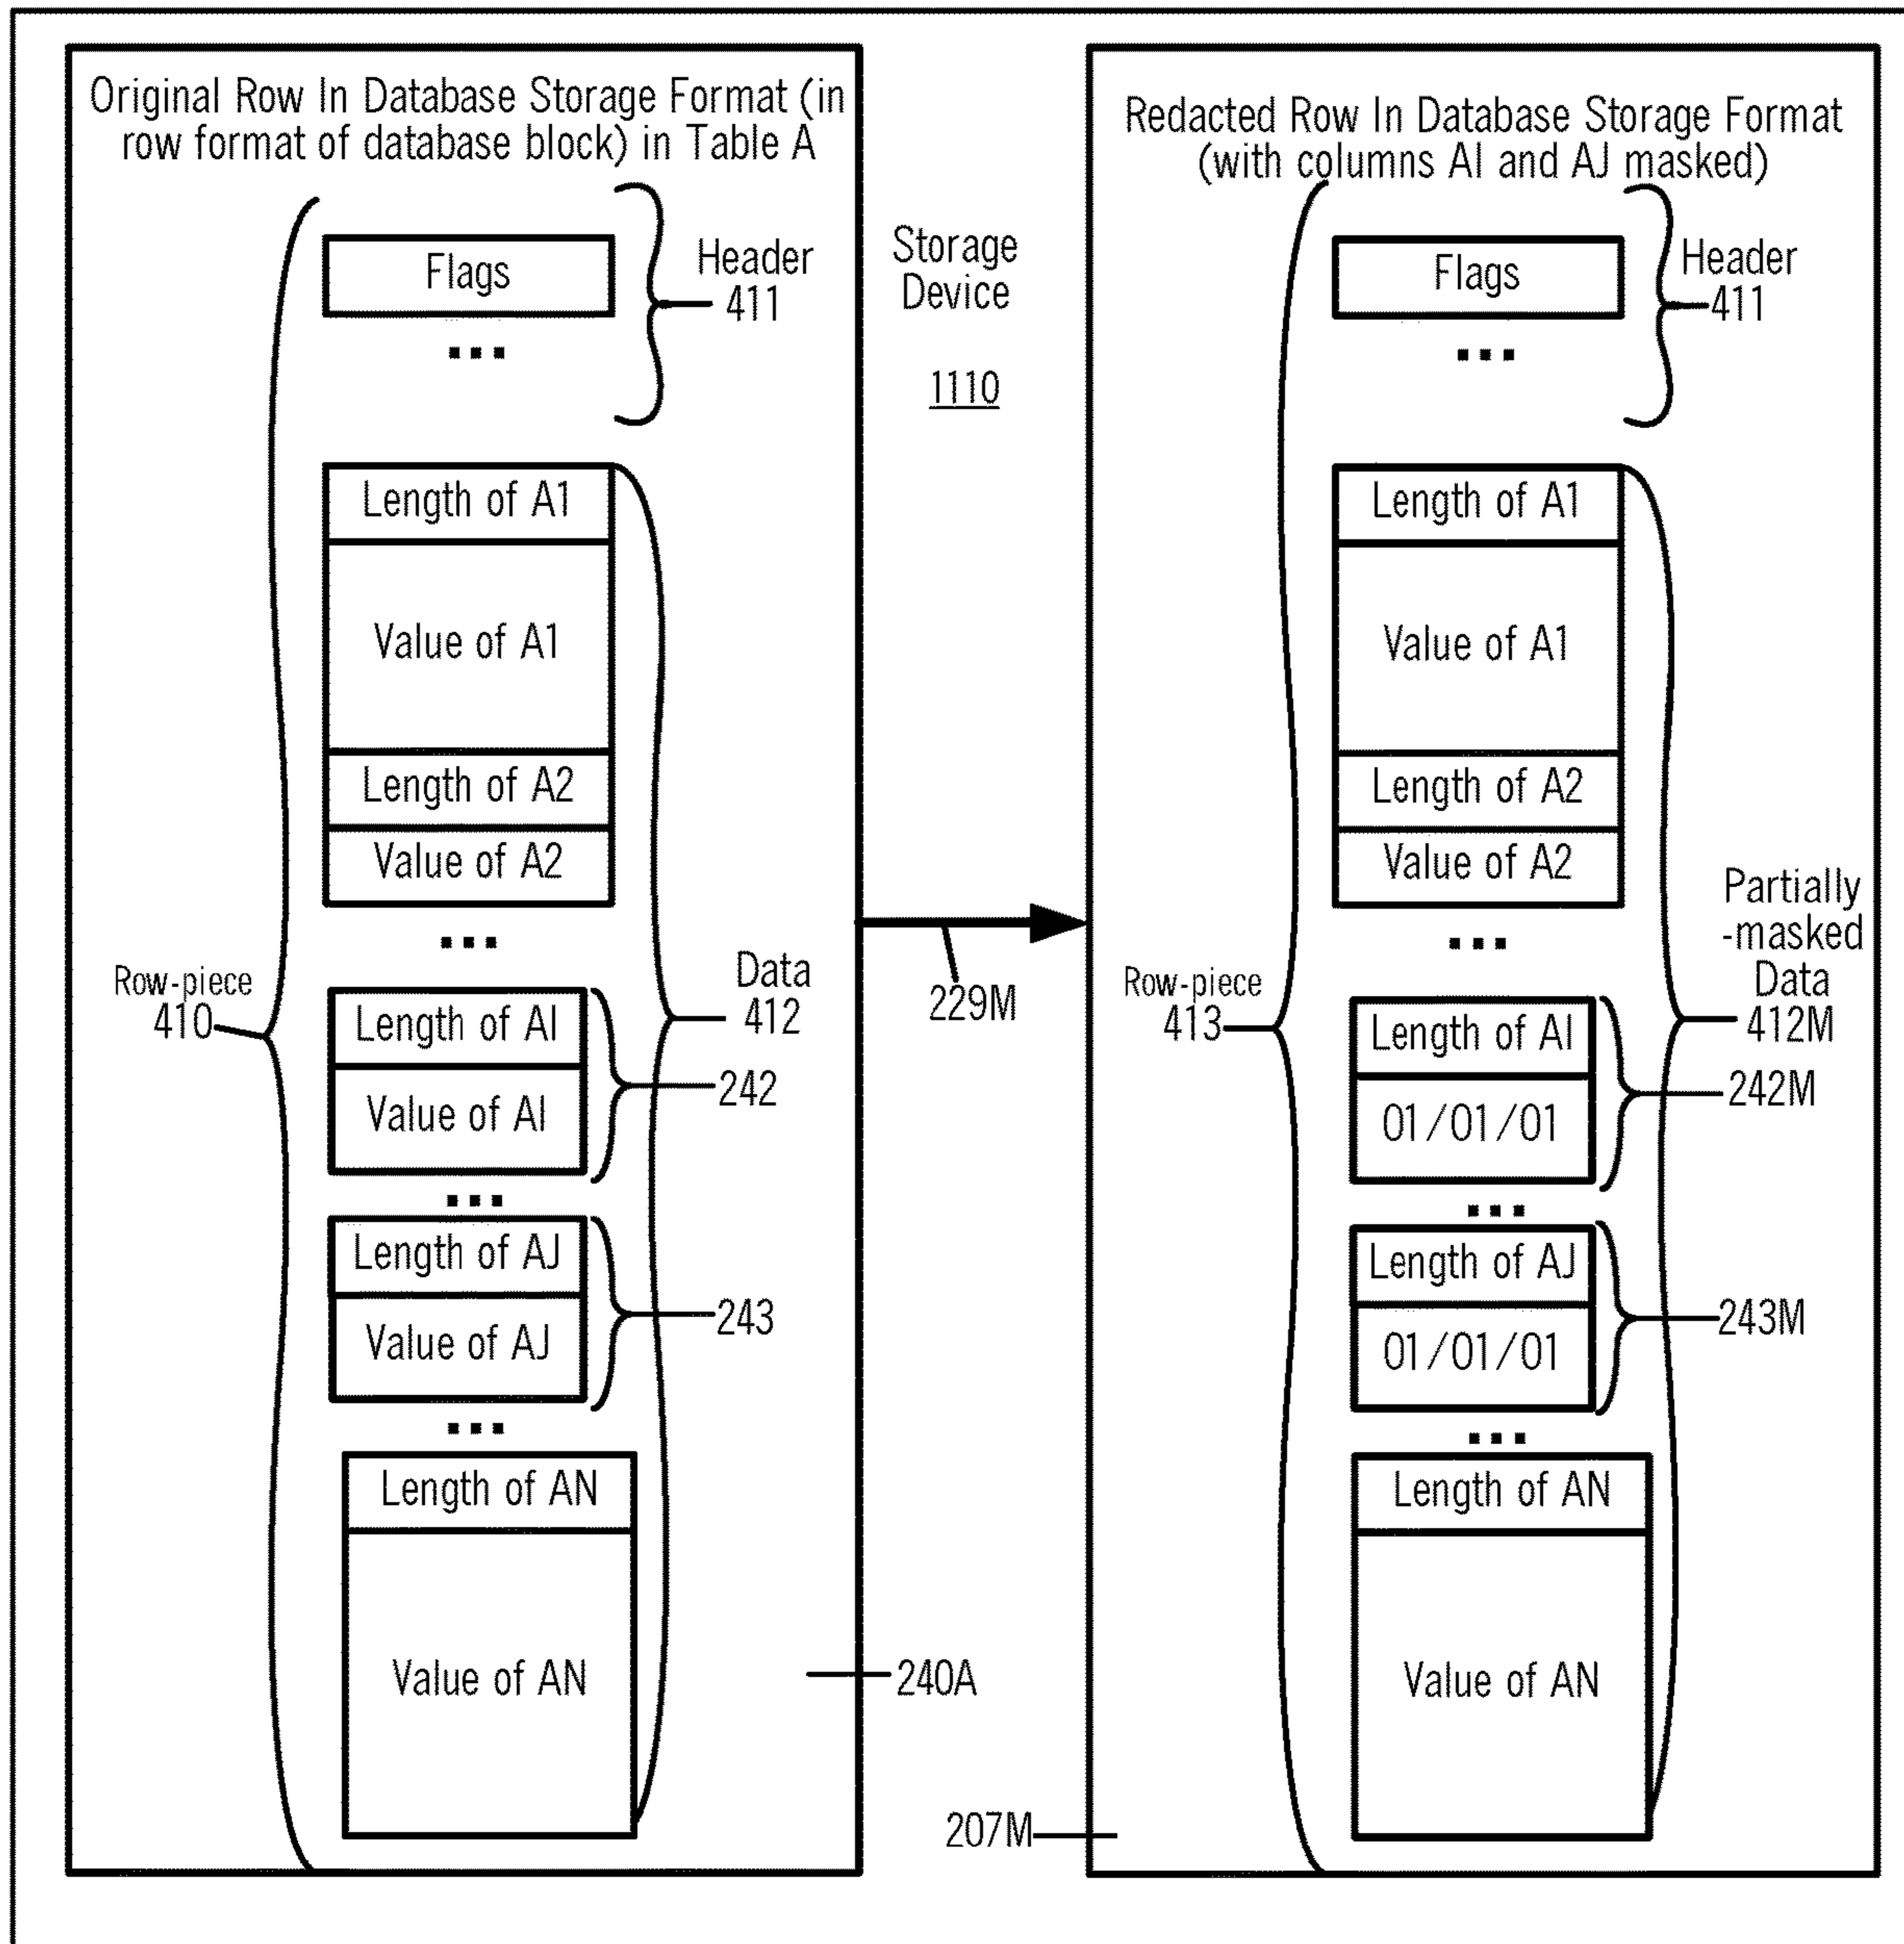 Original Row In Database Storage Format (in
row format of database block) in Table A
Flags
...
Header
411
Length of A1
Value of A1
Length of A2
Value of A2
...
Row-piece
410
Data
412
Length of AI
Value of AI
242
...
Length of AJ
Value of AJ
243
...
Length of AN
Value of AN
240A
Storage
Device
1110
229M
Redacted Row In Database Storage Format
(with columns AI and AJ masked)
Flags
...
Header
411
Length of A1
Value of A1
Length of A2
Value of A2
...
Row-piece
413
Partially
-masked
Data
412M
Length of AI
01/01/01
242M
...
Length of AJ
01/01/01
243M
...
Length of AN
Value of AN
207M